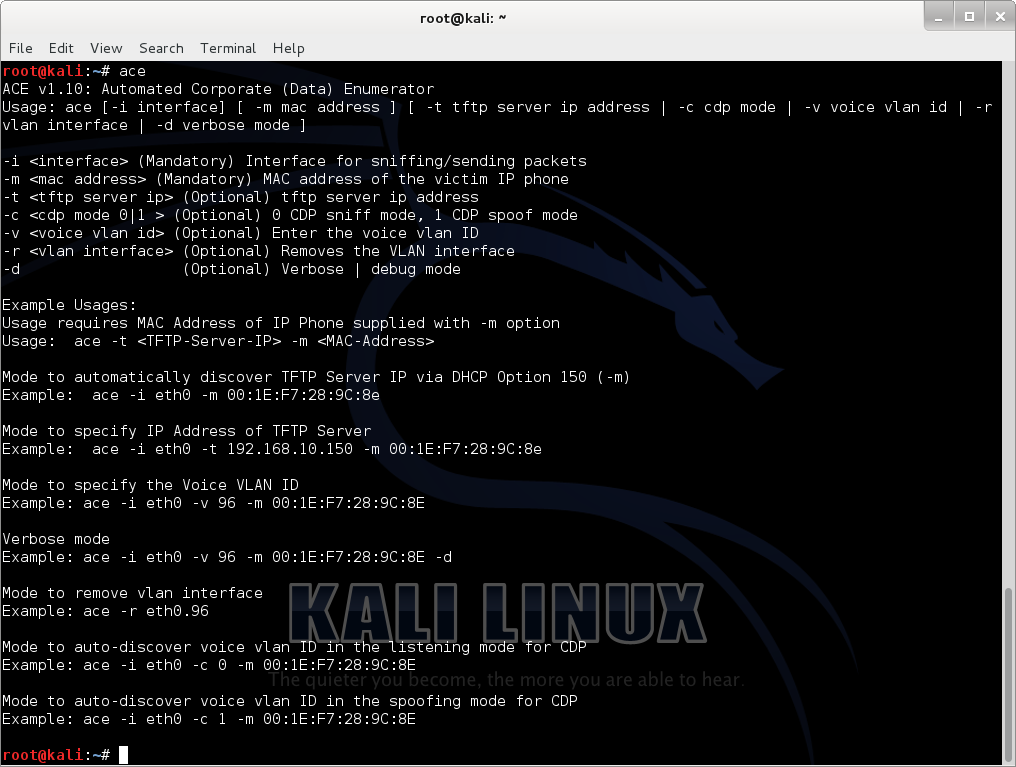 root@kali: ~
File Edit View Search Terminal Help
root@kali:~# ace
ACE v1.10: Automated Corporate (Data) Enumerator
Usage: ace [-i interface] [ -m mac address ] [ -t tftp server ip address | -c cdp mode | -v voice vlan id | -r
vlan interface | -d verbose mode ]
-i <interface> (Mandatory) Interface for sniffing/sending packets
-m <mac address> (Mandatory) MAC address of the victim IP phone
-t <tftp server ip> (Optional) tftp server ip address
-c <cdp mode 0|1 > (Optional) 0 CDP sniff mode, 1 CDP spoof mode
-v <voice vlan id> (Optional) Enter the voice vlan ID
-r <vlan interface> (Optional) Removes the VLAN interface
-d                  (Optional) Verbose | debug mode
Example Usages:
Usage requires MAC Address of IP Phone supplied with -m option
Usage:  ace -t <TFTP-Server-IP> -m <MAC-Address>
Mode to automatically discover TFTP Server IP via DHCP Option 150 (-m)
Example:  ace -i eth0 -m 00:1E:F7:28:9C:8e
Mode to specify IP Address of TFTP Server
Example:  ace -i eth0 -t 192.168.10.150 -m 00:1E:F7:28:9C:8e
Mode to specify the Voice VLAN ID
Example: ace -i eth0 -v 96 -m 00:1E:F7:28:9C:8E
Verbose mode
Example: ace -i eth0 -v 96 -m 00:1E:F7:28:9C:8E -d
Mode to remove vlan interface
Example: ace -r eth0.96
KALI LINUX
Mode to auto-discover voice vlan ID in the listening mode for CDP
Example: ace -i eth0 -c 0 -m 00:1E:F7:28:9C:8E
The quieter you become, the more you are able to hear.
Mode to auto-discover voice vlan ID in the spoofing mode for CDP
Example: ace -i eth0 -c 1 -m 00:1E:F7:28:9C:8E
root@kali:~#